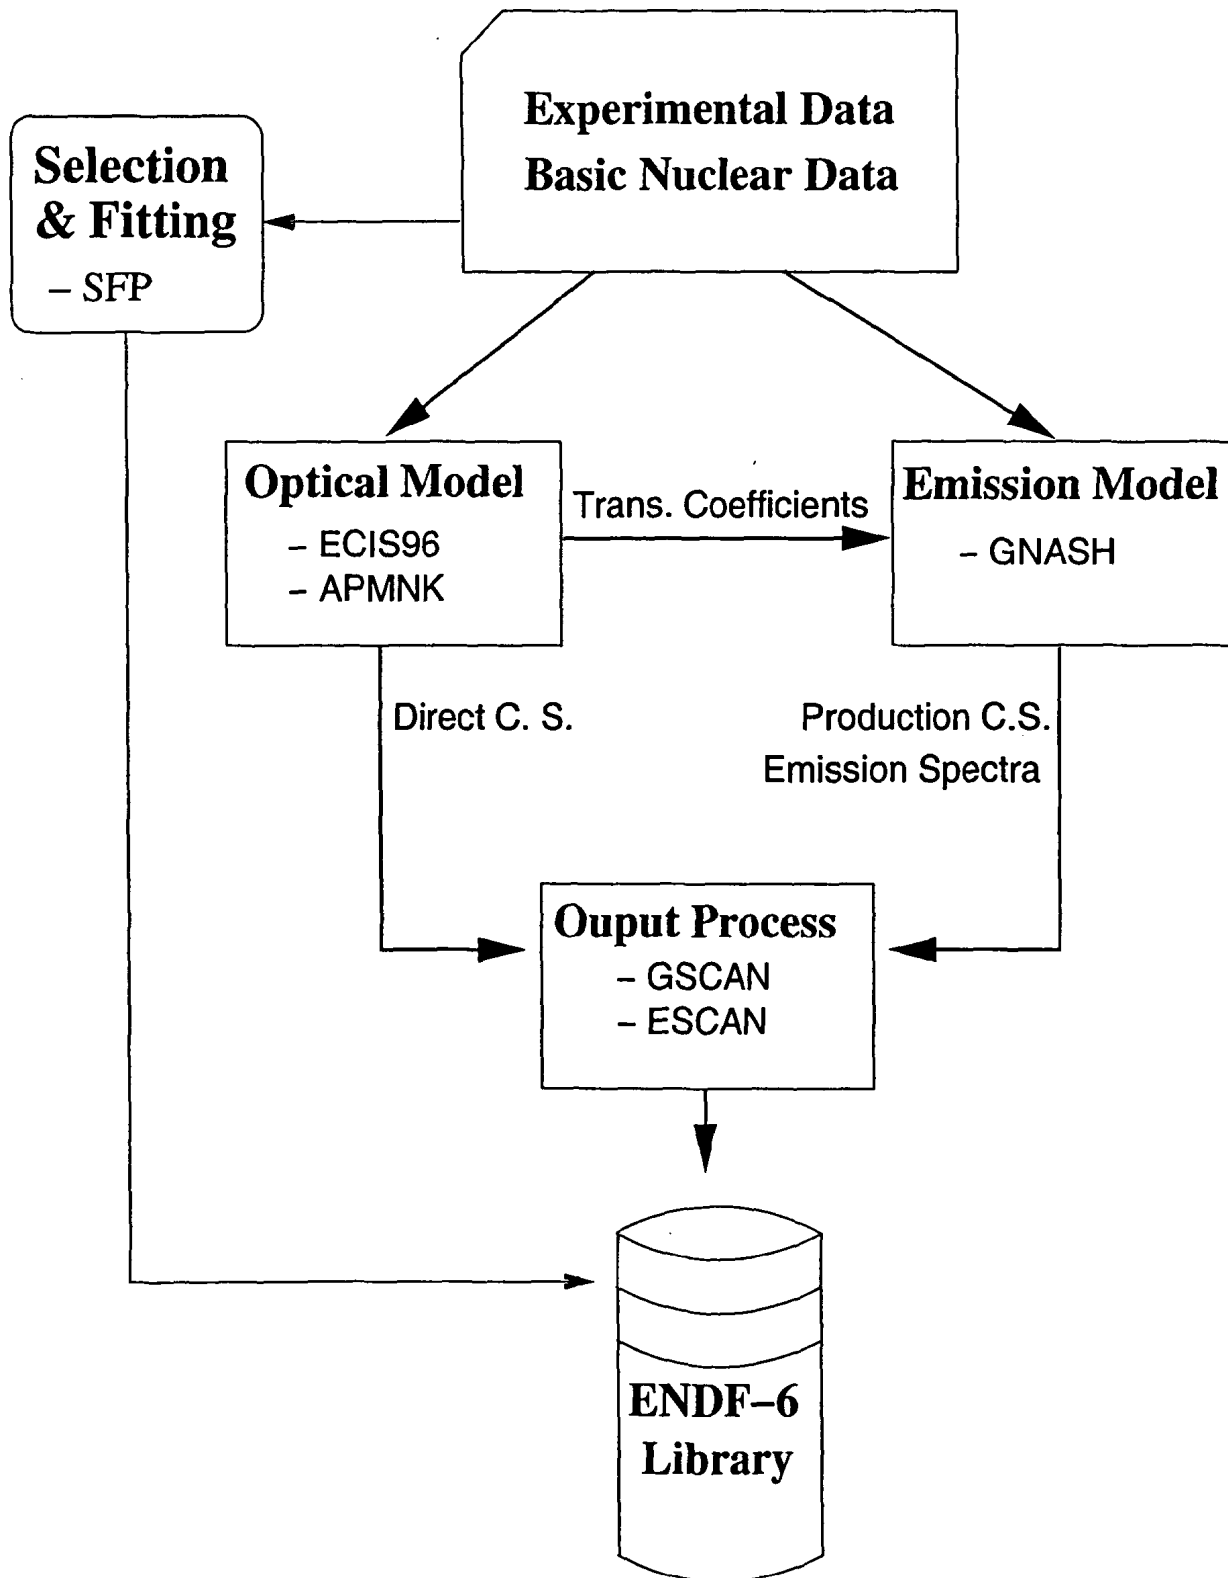 Experimental Data
Basic Nuclear Data
Selection
& Fitting
– SFP
Optical Model
– ECIS96
– APMNK
Trans. Coefficients
Emission Model
– GNASH
Direct C. S.
Production C.S.
Emission Spectra
Ouput Process
– GSCAN
– ESCAN
ENDF–6
Library